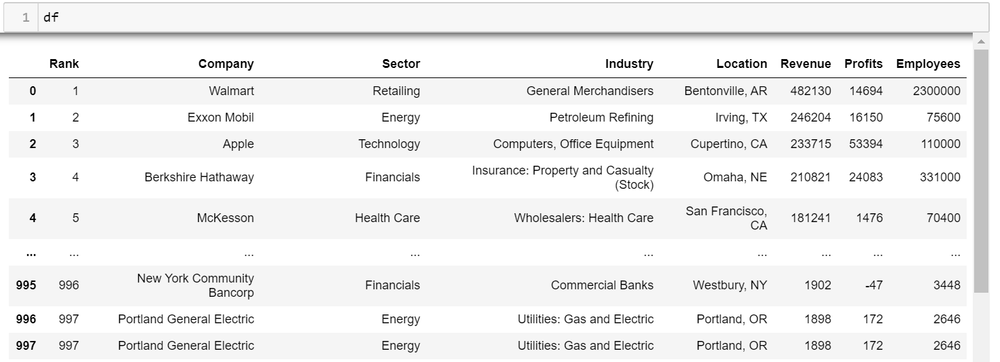 1 df
Rank Company Sector Industry Location Revenue Profits Employees
0 1 Walmart Retailing General Merchandisers Bentonville, AR 482130 14694 2300000
1 2 Exxon Mobil Energy Petroleum Refining Irving, TX 246204 16150 75600
2 3 Apple Technology Computers, Office Equipment Cupertino, CA 233715 53394 110000
3 4 Berkshire Hathaway Financials Insurance: Property and Casualty (Stock) Omaha, NE 210821 24083 331000
4 5 McKesson Health Care Wholesalers: Health Care San Francisco, CA 181241 1476 70400
... ... ... ... ... ... ... ... ...
995 996 New York Community Bancorp Financials Commercial Banks Westbury, NY 1902 -47 3448
996 997 Portland General Electric Energy Utilities: Gas and Electric Portland, OR 1898 172 2646
997 997 Portland General Electric Energy Utilities: Gas and Electric Portland, OR 1898 172 2646